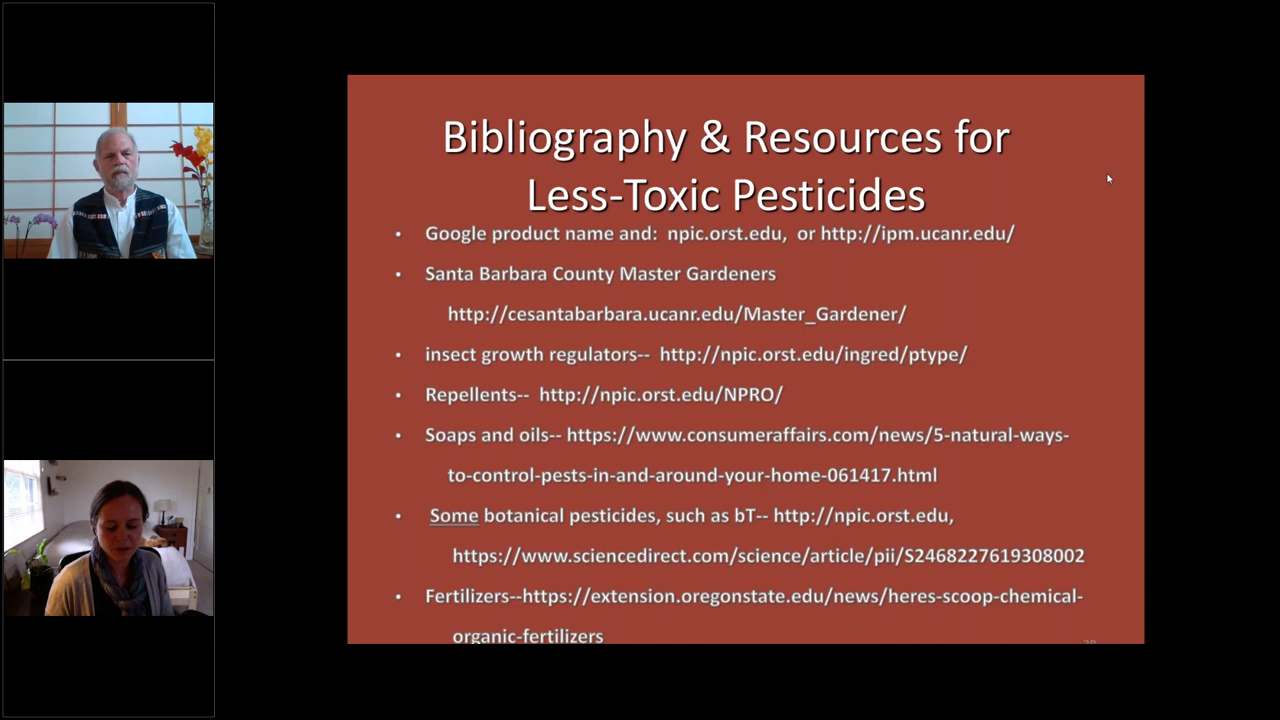 Bibliography & Resources for
Less-Toxic Pesticides
• Google product name and: npic.orst.edu, or http://ipm.ucanr.edu/
• Santa Barbara County Master Gardeners
http://cesantabarbara.ucanr.edu/Master_Gardener/
• insect growth regulators-- http://npic.orst.edu/ingred/ptype/
• Repellents-- http://npic.orst.edu/NPRO/
• Soaps and oils-- https://www.consumeraffairs.com/news/5-natural-ways-
to-control-pests-in-and-around-your-home-061417.html
• Some botanical pesticides, such as bT-- http://npic.orst.edu,
https://www.sciencedirect.com/science/article/pii/S2468227619308002
• Fertilizers--https://extension.oregonstate.edu/news/heres-scoop-chemical-
organic-fertilizers